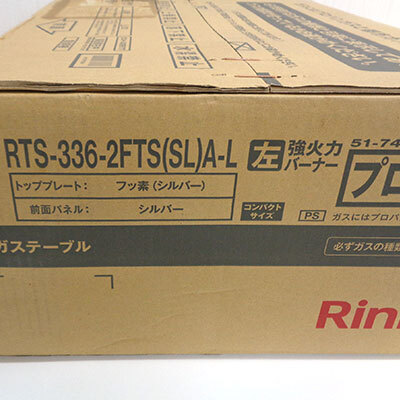 RTS-336-2FTS(SL)A-L
左 強火力
バーナー
51-74
プロ
トッププレート: フッ素(シルバー)
前面パネル: シルバー
コンパクト
サイズ
PS
ガスにはプロパ
ガステーブル
必ずガスの種類
Rin